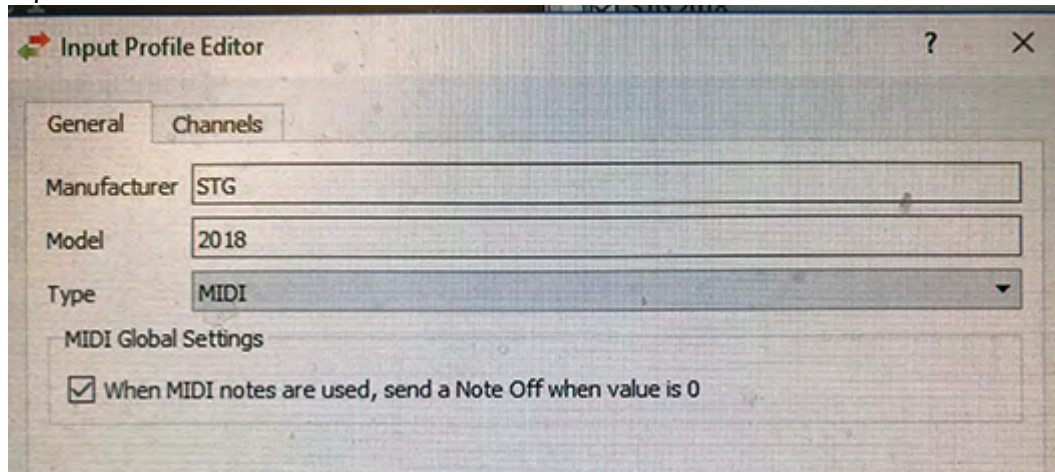 Input Profile Editor ? ×
General Channels
Manufacturer STG
Model 2018
Type MIDI
MIDI Global Settings
When MIDI notes are used, send a Note Off when value is 0